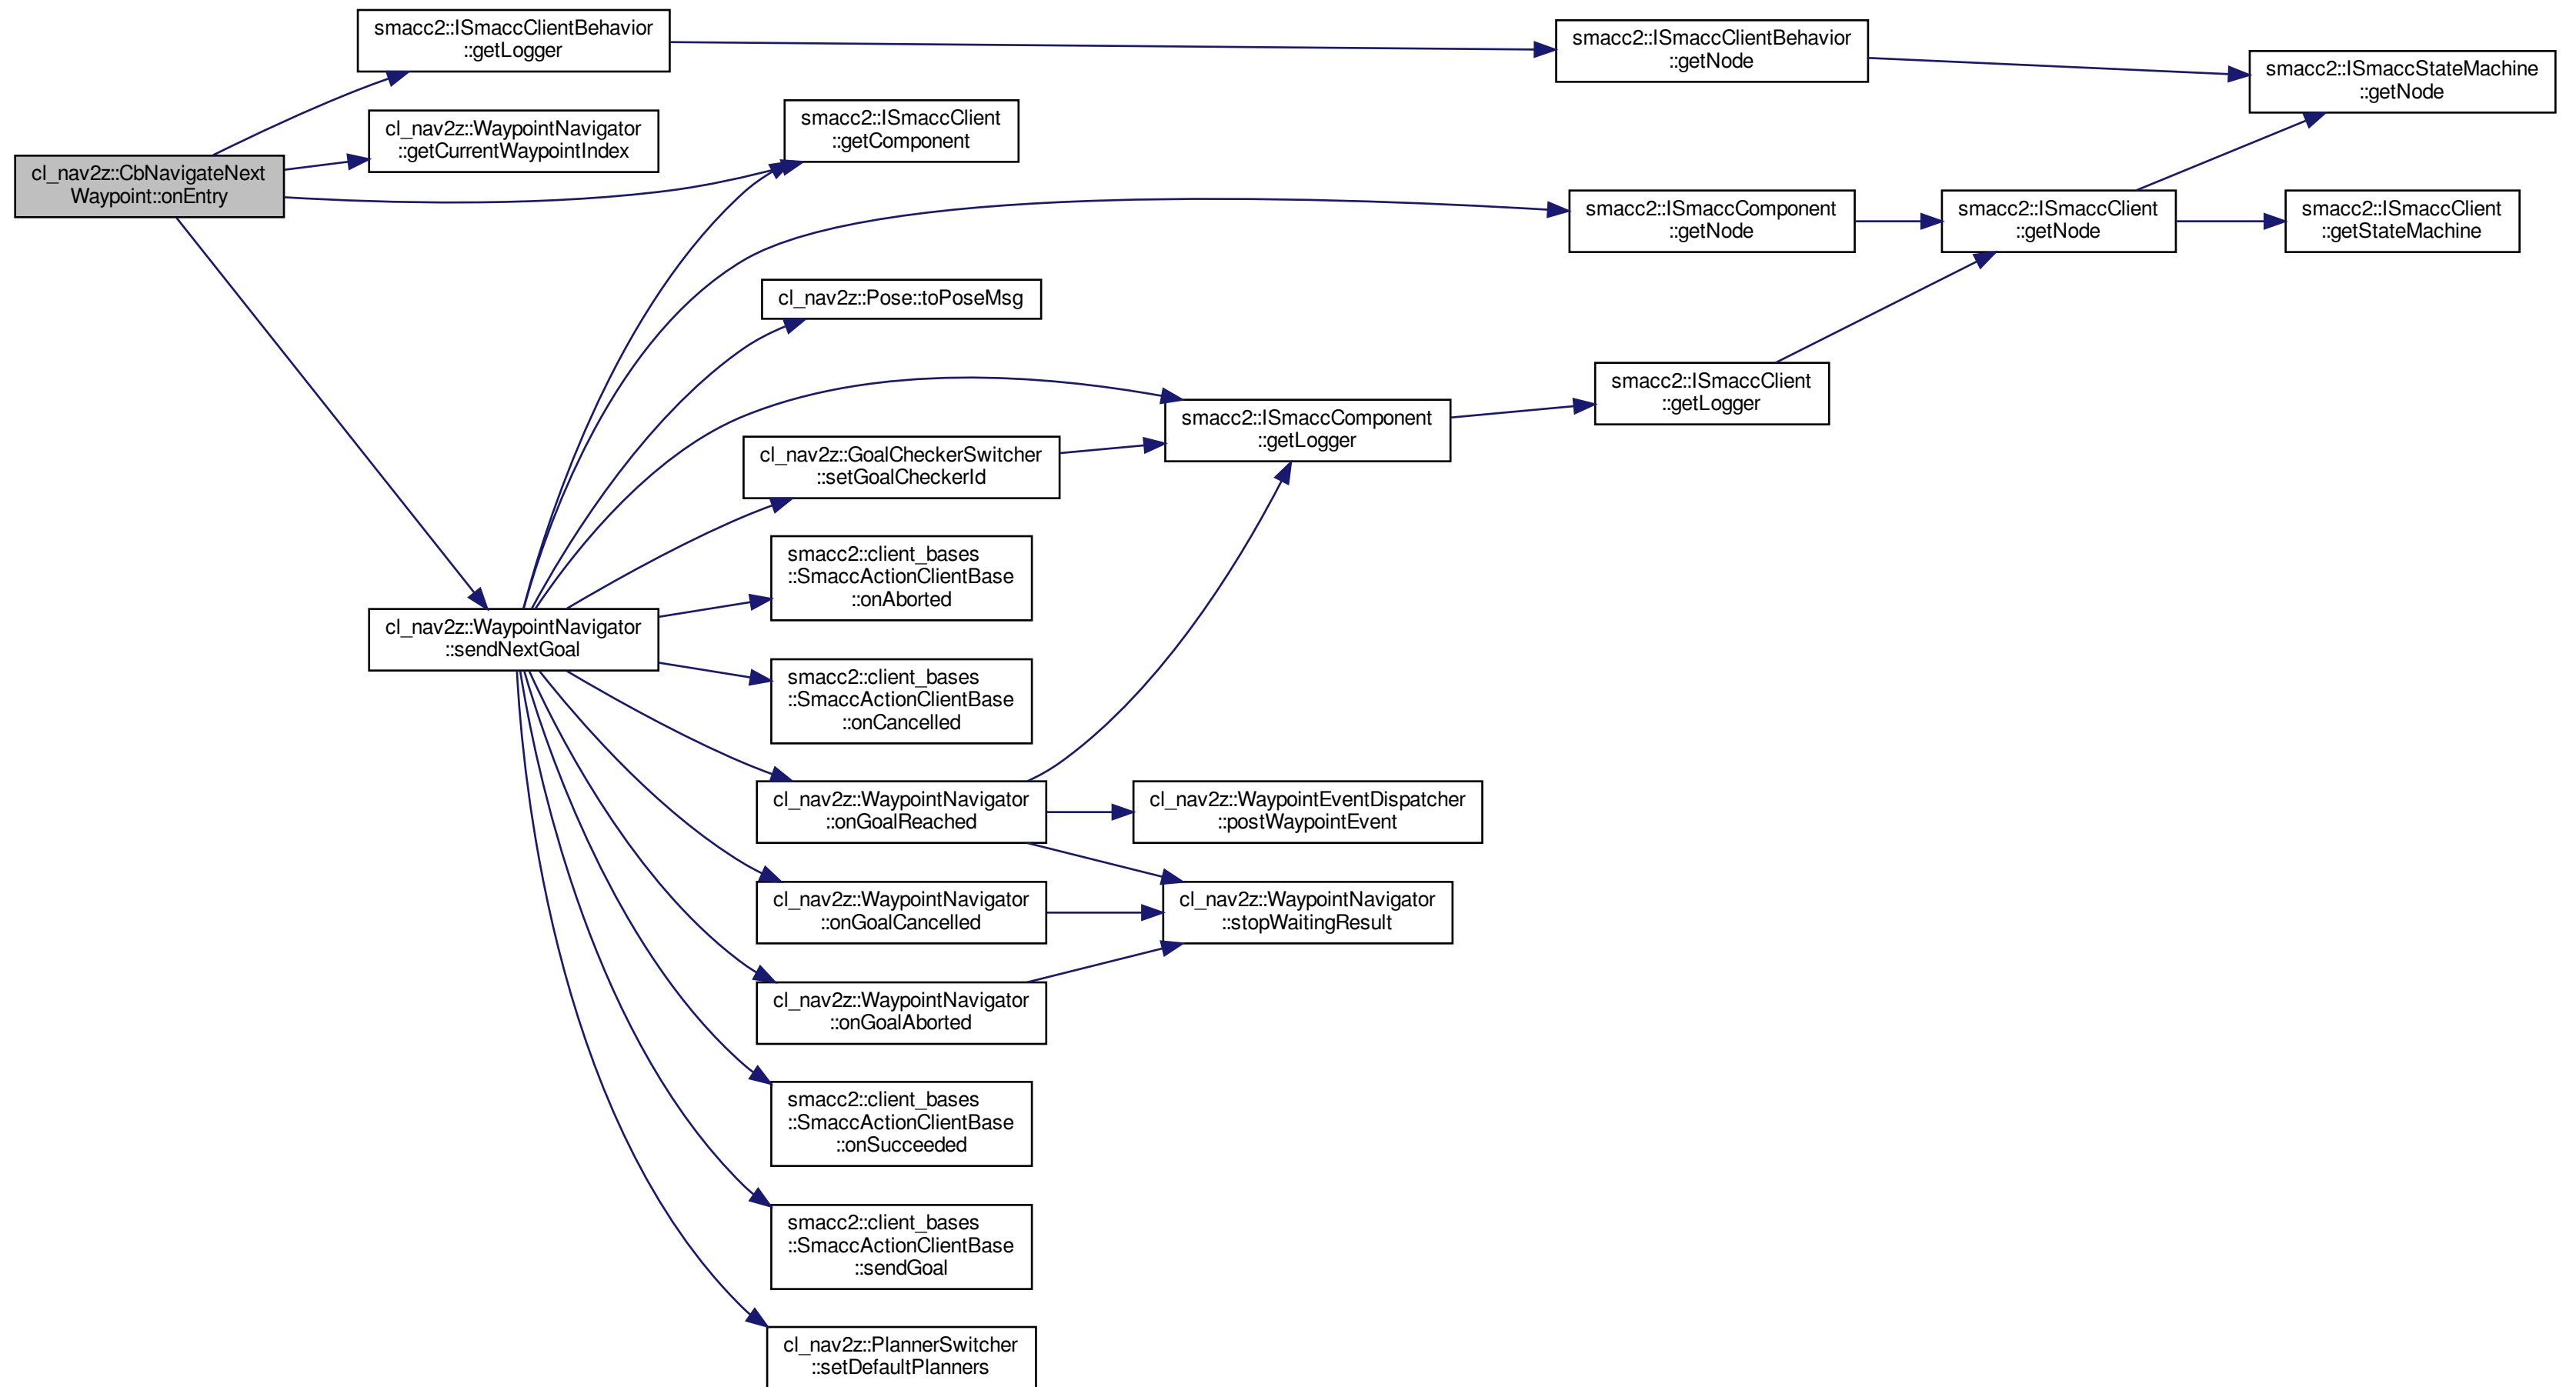 smacc2::ISmaccClientBehavior
::getLogger
smacc2::ISmaccClientBehavior
::getNode
smacc2::ISmaccStateMachine
::getNode
cl_nav2z::WaypointNavigator
::getCurrentWaypointIndex
smacc2::ISmaccClient
::getComponent
cl_nav2z::CbNavigateNext
Waypoint::onEntry
smacc2::ISmaccComponent
::getNode
smacc2::ISmaccClient
::getNode
smacc2::ISmaccClient
::getStateMachine
cl_nav2z::Pose::toPoseMsg
smacc2::ISmaccClient
::getLogger
smacc2::ISmaccComponent
::getLogger
cl_nav2z::GoalCheckerSwitcher
::setGoalCheckerId
smacc2::client_bases
::SmaccActionClientBase
::onAborted
cl_nav2z::WaypointNavigator
::sendNextGoal
smacc2::client_bases
::SmaccActionClientBase
::onCancelled
cl_nav2z::WaypointNavigator
::onGoalReached
cl_nav2z::WaypointEventDispatcher
::postWaypointEvent
cl_nav2z::WaypointNavigator
::onGoalCancelled
cl_nav2z::WaypointNavigator
::stopWaitingResult
cl_nav2z::WaypointNavigator
::onGoalAborted
smacc2::client_bases
::SmaccActionClientBase
::onSucceeded
smacc2::client_bases
::SmaccActionClientBase
::sendGoal
cl_nav2z::PlannerSwitcher
::setDefaultPlanners